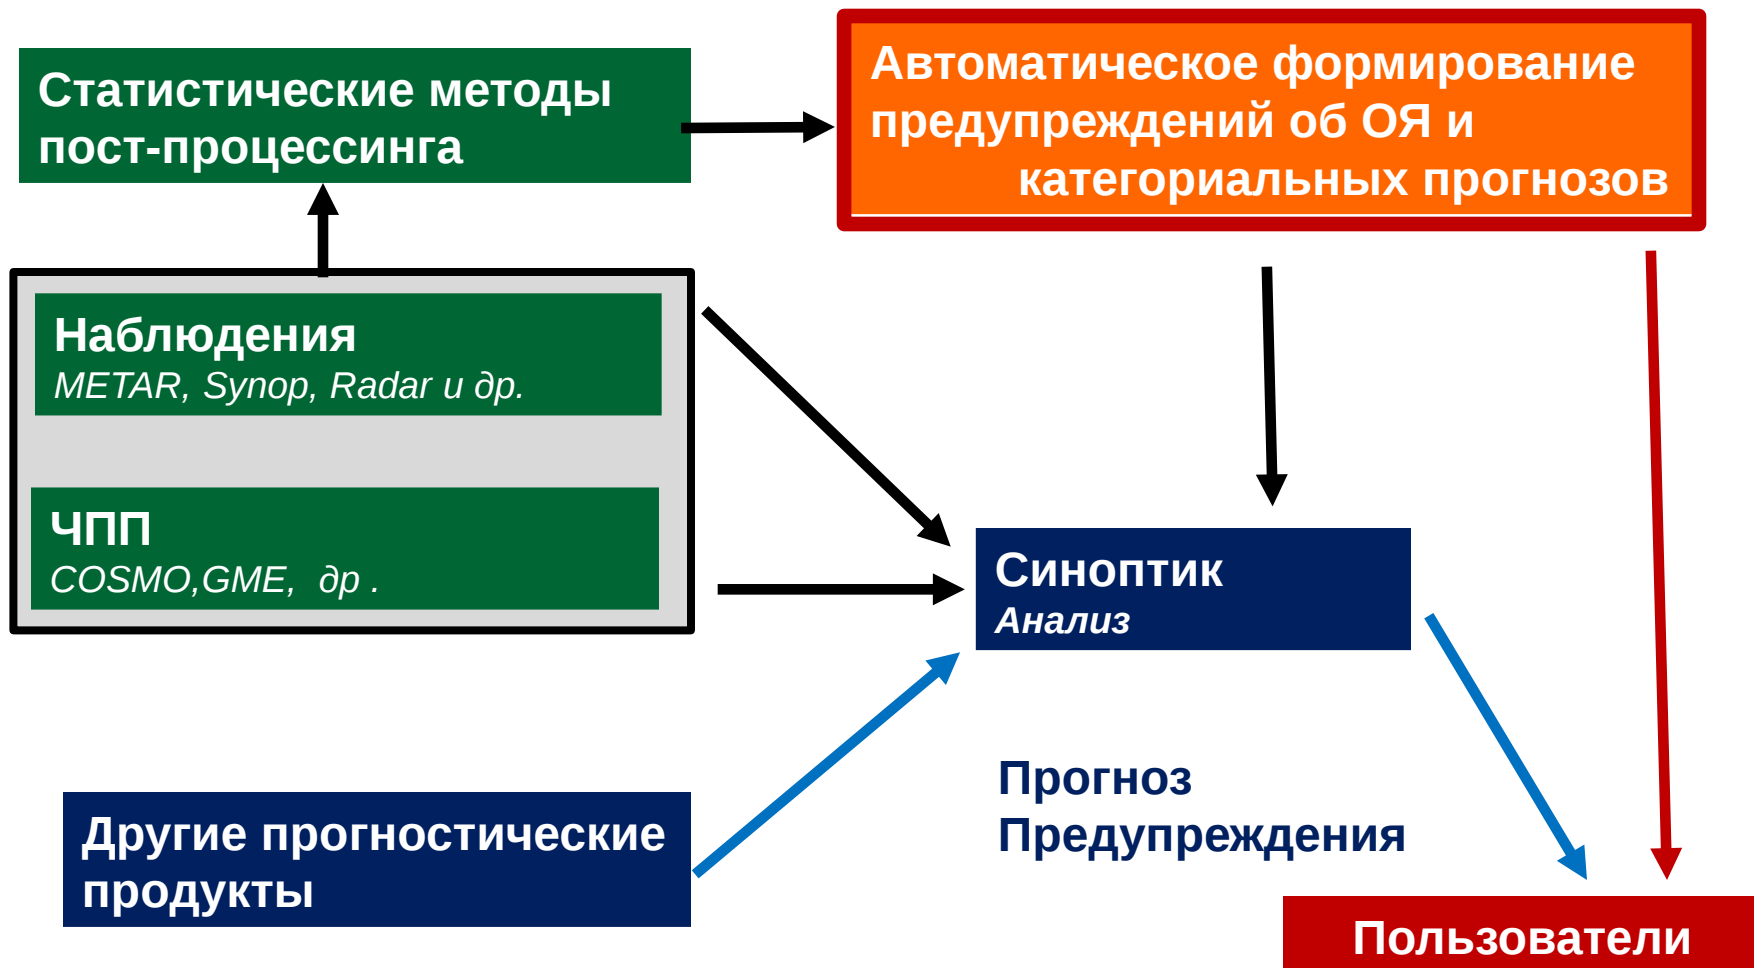 Статистические методы
пост-процессинга
Автоматическое формирование
предупреждений об ОЯ и
категориальных прогнозов
Наблюдения
METAR, Synop, Radar и др.
ЧПП
COSMO,GME,  др .
Синоптик
Анализ
Прогноз
Предупреждения
Другие прогностические
продукты
Пользователи